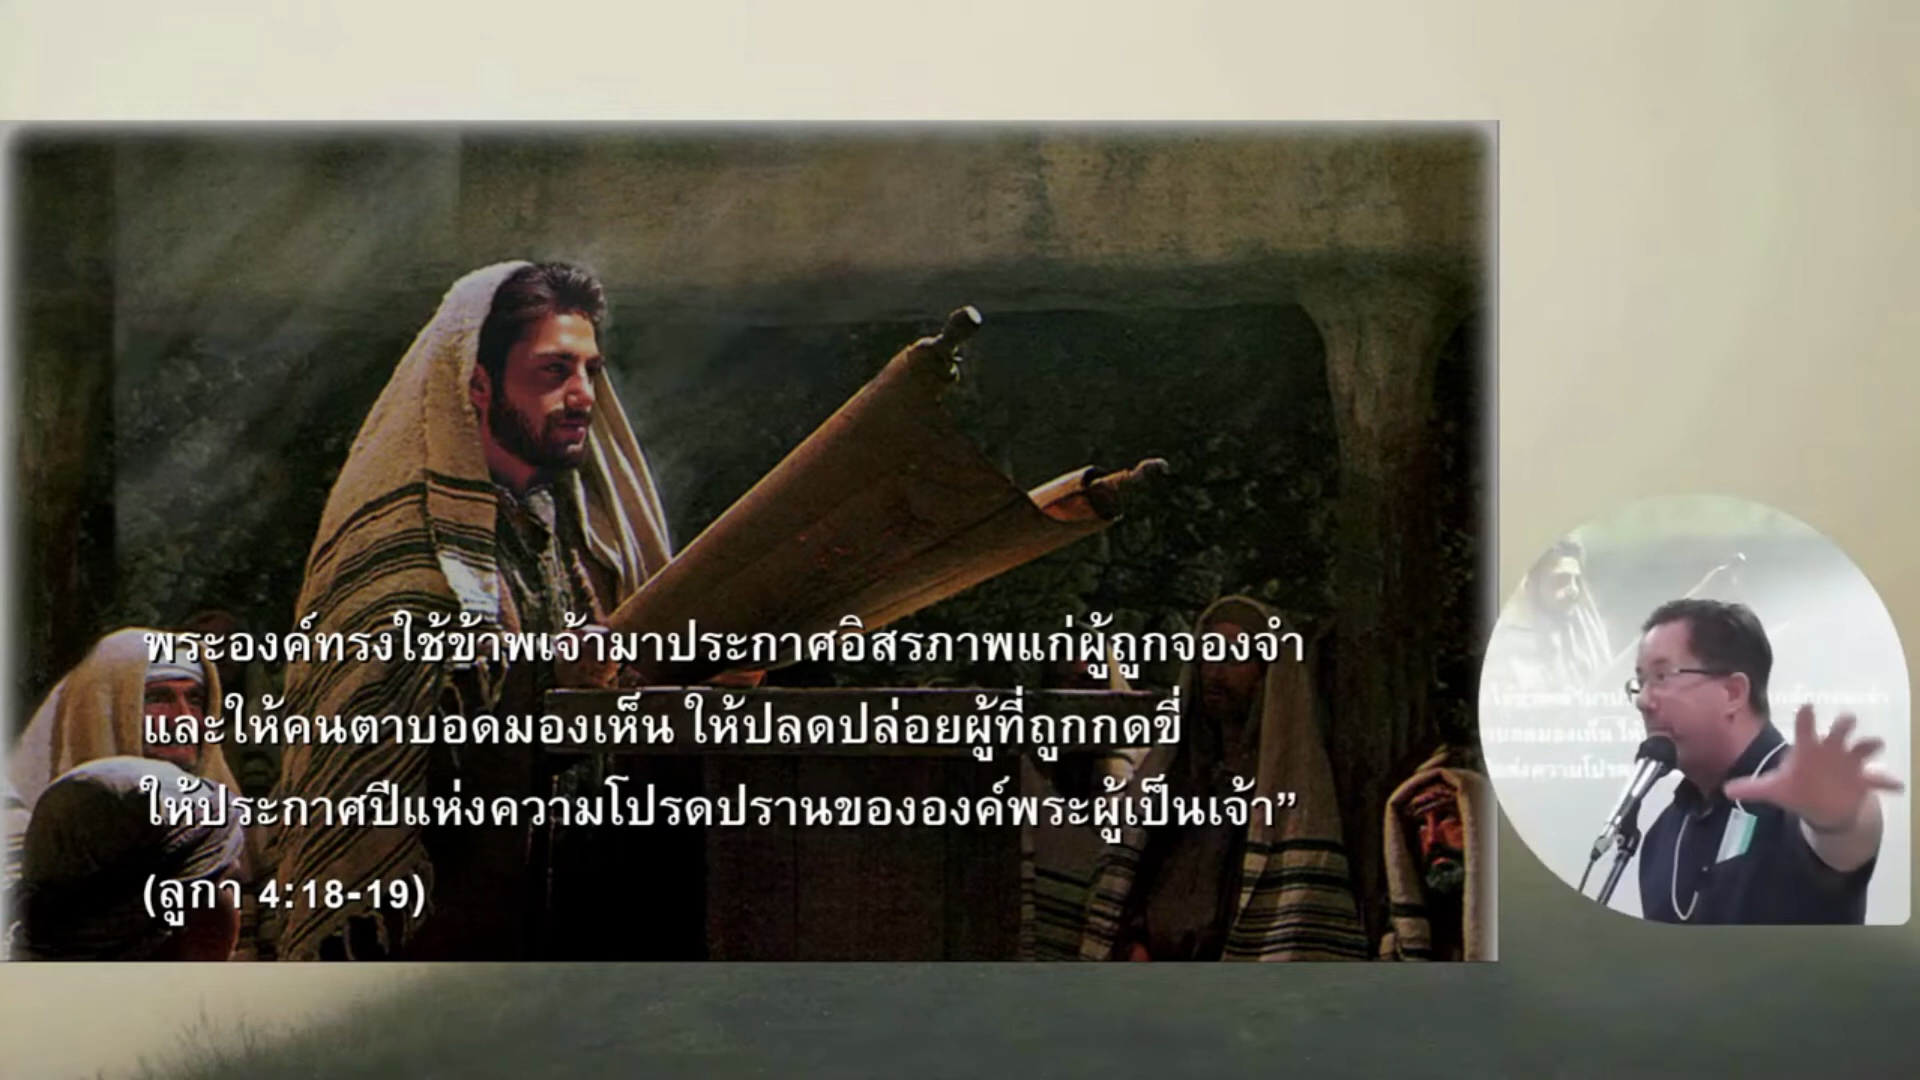 พระองค์ทรงใช้ข้าพเจ้ามาประกาศอิสรภาพแก่ผู้ถูกจองจำ
และให้คนตาบอดมองเห็น ให้ปลดปล่อยผู้ที่ถูกกดขี่
ให้ประกาศปีแห่งความโปรดปรานขององค์พระผู้เป็นเจ้า”
(ลูกา 4:18-19)